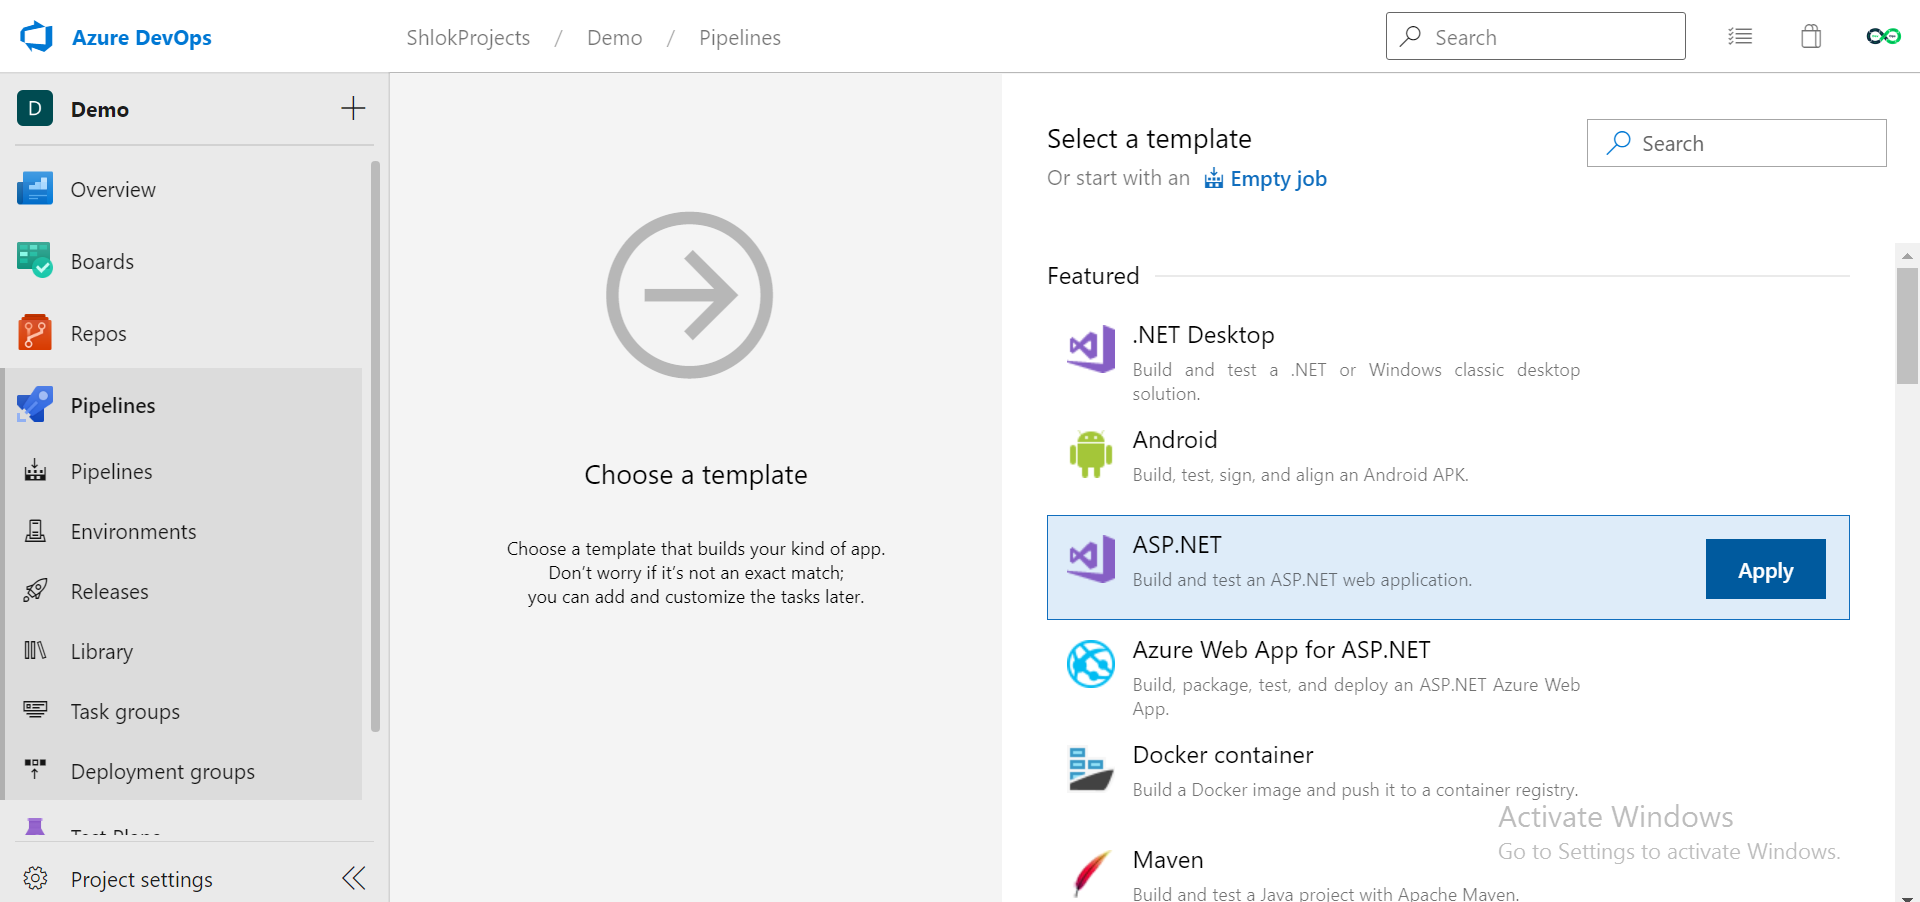 Azure DevOps
ShlokProjects / Demo / Pipelines
Search
D Demo
Overview
Boards
Repos
Pipelines
Pipelines
Environments
Releases
Library
Task groups
Deployment groups
Test Plans
Project settings
Choose a template
Choose a template that builds your kind of app.
Don't worry if it's not an exact match;
you can add and customize the tasks later.
Select a template
Or start with an Empty job
Search
Featured
.NET Desktop
Build and test a .NET or Windows classic desktop
solution.
Android
Build, test, sign, and align an Android APK.
ASP.NET
Build and test an ASP.NET web application.
Apply
Azure Web App for ASP.NET
Build, package, test, and deploy an ASP.NET Azure Web
App.
Docker container
Build a Docker image and push it to a container registry.
Maven
Build and test a Java project with Apache Maven.
Activate Windows
Go to Settings to activate Windows.